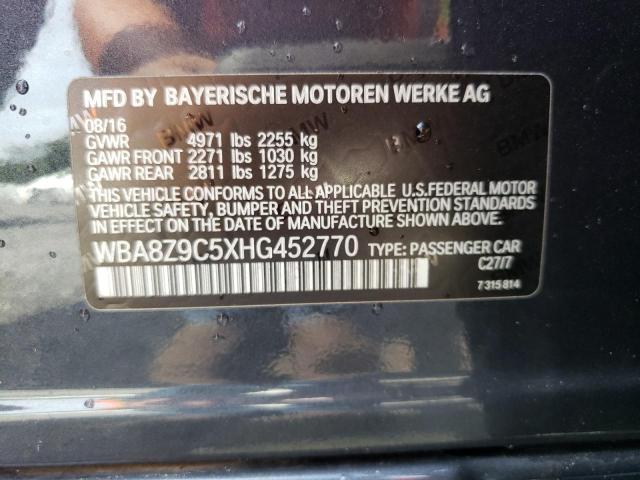 MFD BY BAYERISCHE MOTOREN WERKE AG
08/16
GVWR 4971 lbs 2255 kg
GAWR FRONT 2271 lbs 1030 kg
GAWR REAR 2811 lbs 1275 kg
THIS VEHICLE CONFORMS TO ALL APPLICABLE U.S.FEDERAL MOTOR
VEHICLE SAFETY, BUMPER AND THEFT PREVENTION STANDARDS
IN EFFECT ON THE DATE OF MANUFACTURE SHOWN ABOVE.
WBA8Z9C5XHG452770 TYPE: PASSENGER CAR
C27/7
7 315 814